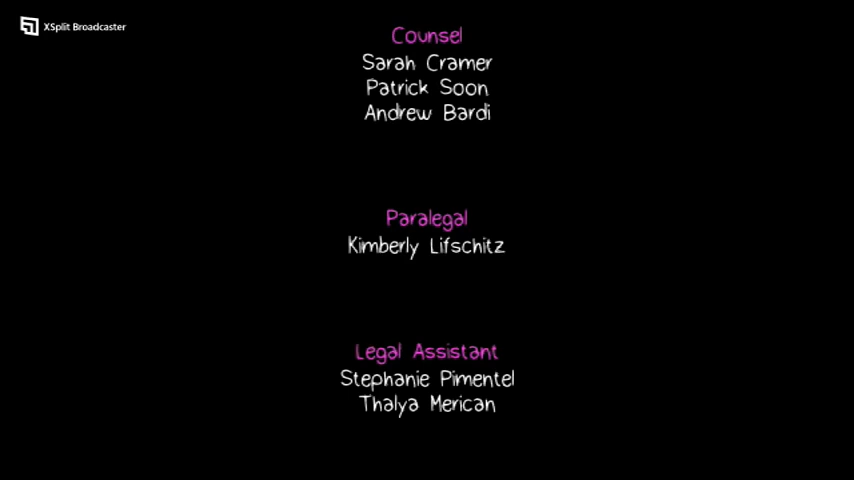 XSplit Broadcaster
Counsel
Sarah Cramer
Patrick Soon
Andrew Bardi
Paralegal
Kimberly Lifschitz
Legal Assistant
Stephanie Pimentel
Thalya Merican